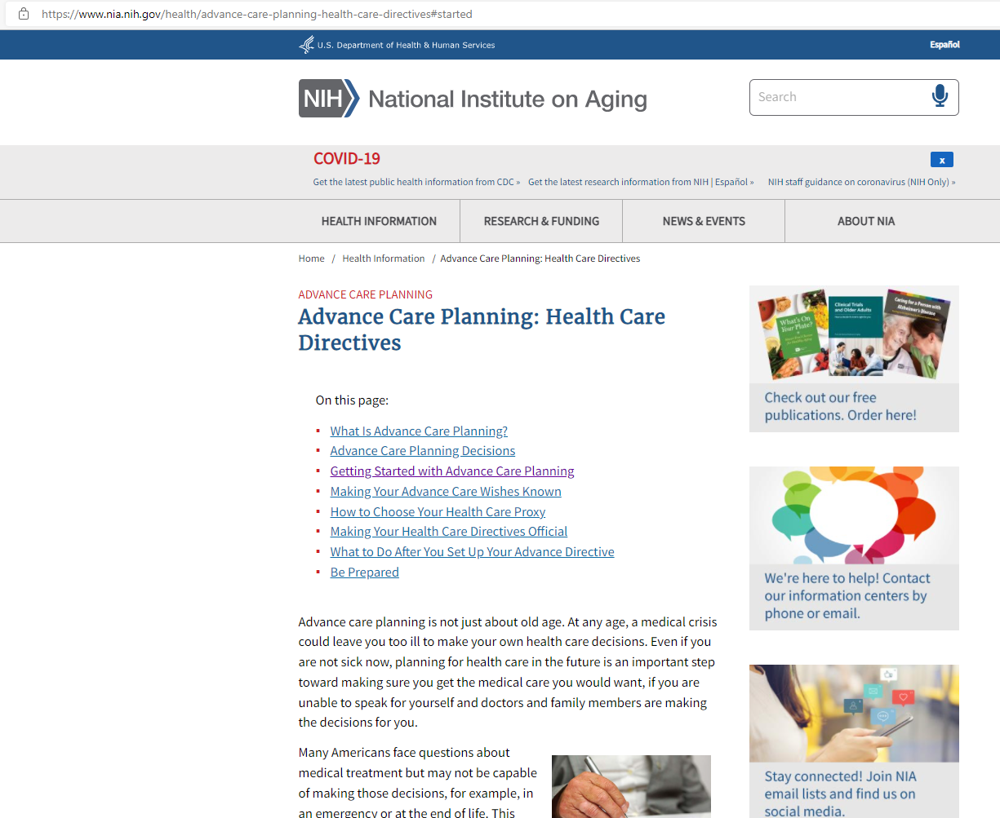 https://www.nia.nih.gov/health/advance-care-planning-health-care-directives#started
U.S. Department of Health & Human Services
Español
NIH National Institute on Aging
Search
COVID-19
x
Get the latest public health information from CDC » Get the latest research information from NIH | Español » NIH staff guidance on coronavirus (NIH Only) »
HEALTH INFORMATION RESEARCH & FUNDING NEWS & EVENTS ABOUT NIA
Home / Health Information / Advance Care Planning: Health Care Directives
ADVANCE CARE PLANNING
Advance Care Planning: Health Care
Directives
On this page:
What Is Advance Care Planning?
Advance Care Planning Decisions
Getting Started with Advance Care Planning
Making Your Advance Care Wishes Known
How to Choose Your Health Care Proxy
Making Your Health Care Directives Official
What to Do After You Set Up Your Advance Directive
Be Prepared
Advance care planning is not just about old age. At any age, a medical crisis
could leave you too ill to make your own health care decisions. Even if you
are not sick now, planning for health care in the future is an important step
toward making sure you get the medical care you would want, if you are
unable to speak for yourself and doctors and family members are making
the decisions for you.
Many Americans face questions about
medical treatment but may not be capable
of making those decisions, for example, in
an emergency or at the end of life. This
What's On
Your Plate?
Clinical Trials
and Older Adults
Caring for a Person with
Alzheimer's Disease
Check out our free
publications. Order here!
We're here to help! Contact
our information centers by
phone or email.
Stay connected! Join NIA
email lists and find us on
social media.